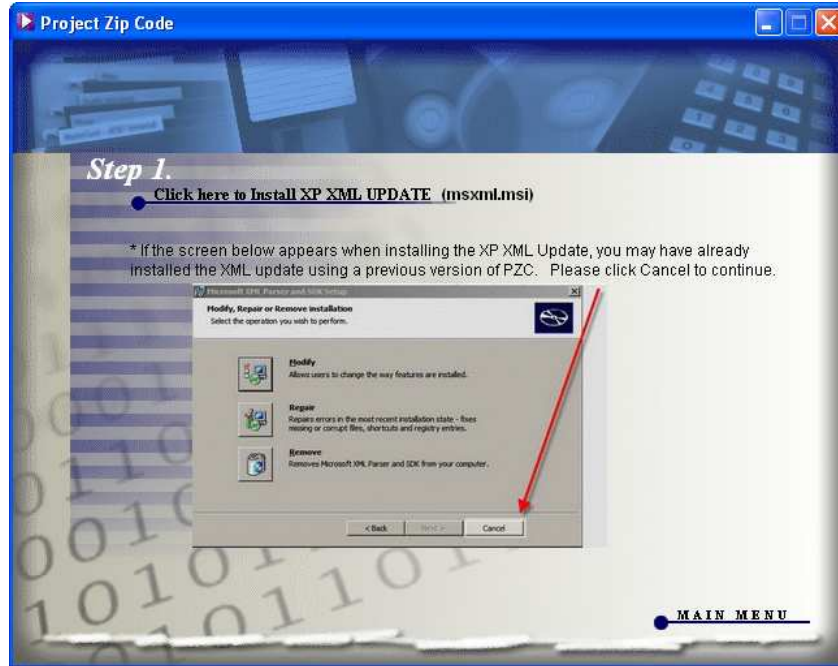 Project Zip Code
Step 1.
Click here to Install XP XML UPDATE (msxml.msi)
* If the screen below appears when installing the XP XML Update, you may have already
installed the XML update using a previous version of PZC. Please click Cancel to continue.
Microsoft XML Parser and SDK Setup
Modify, Repair or Remove installation
Select the operation you wish to perform.
Modify
Allows users to change the way features are installed.
Repair
Repairs errors in the most recent installation state - fixes
missing or corrupt files, shortcuts and registry entries.
Remove
Removes Microsoft XML Parser and SDK from your computer.
< Back Next > Cancel
MAIN MENU